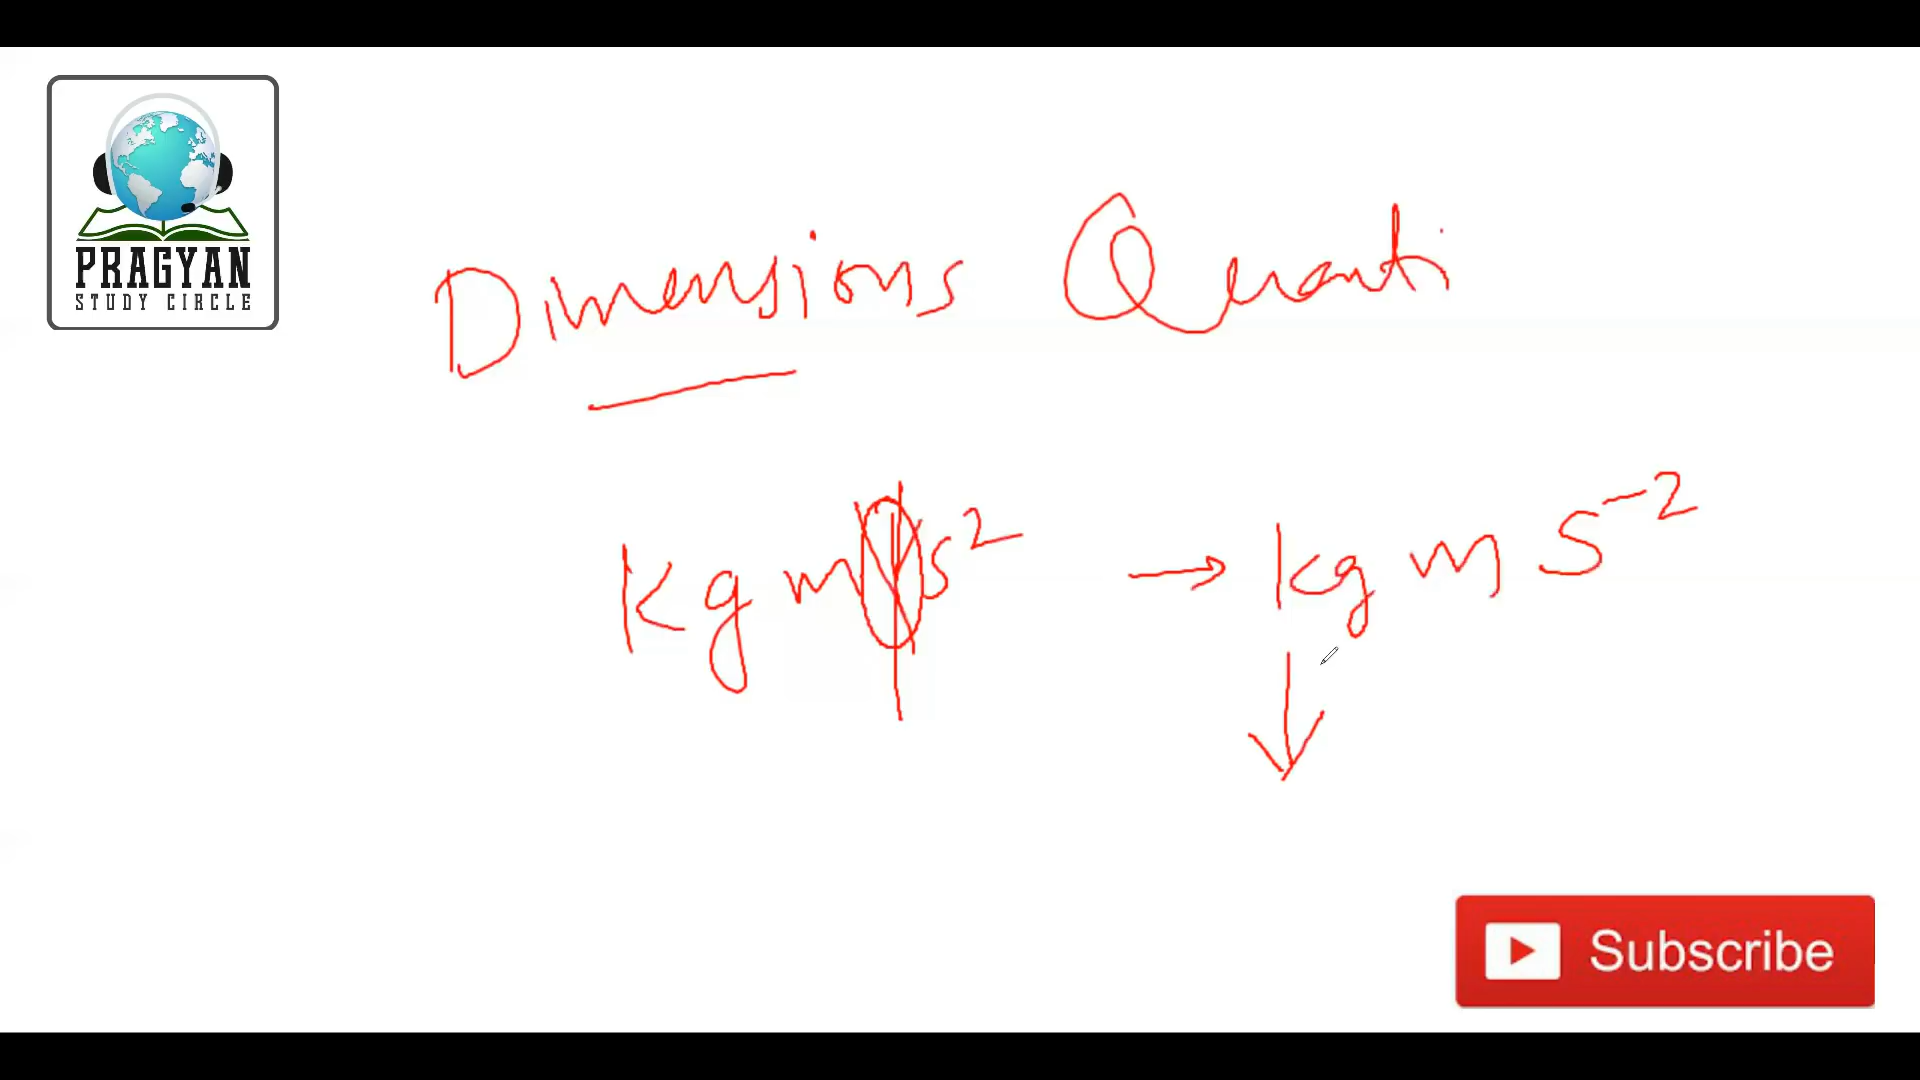 PRAGYAN
STUDY CIRCLE
Dimensions Quanti
kg m s² → kg m s⁻²
Subscribe